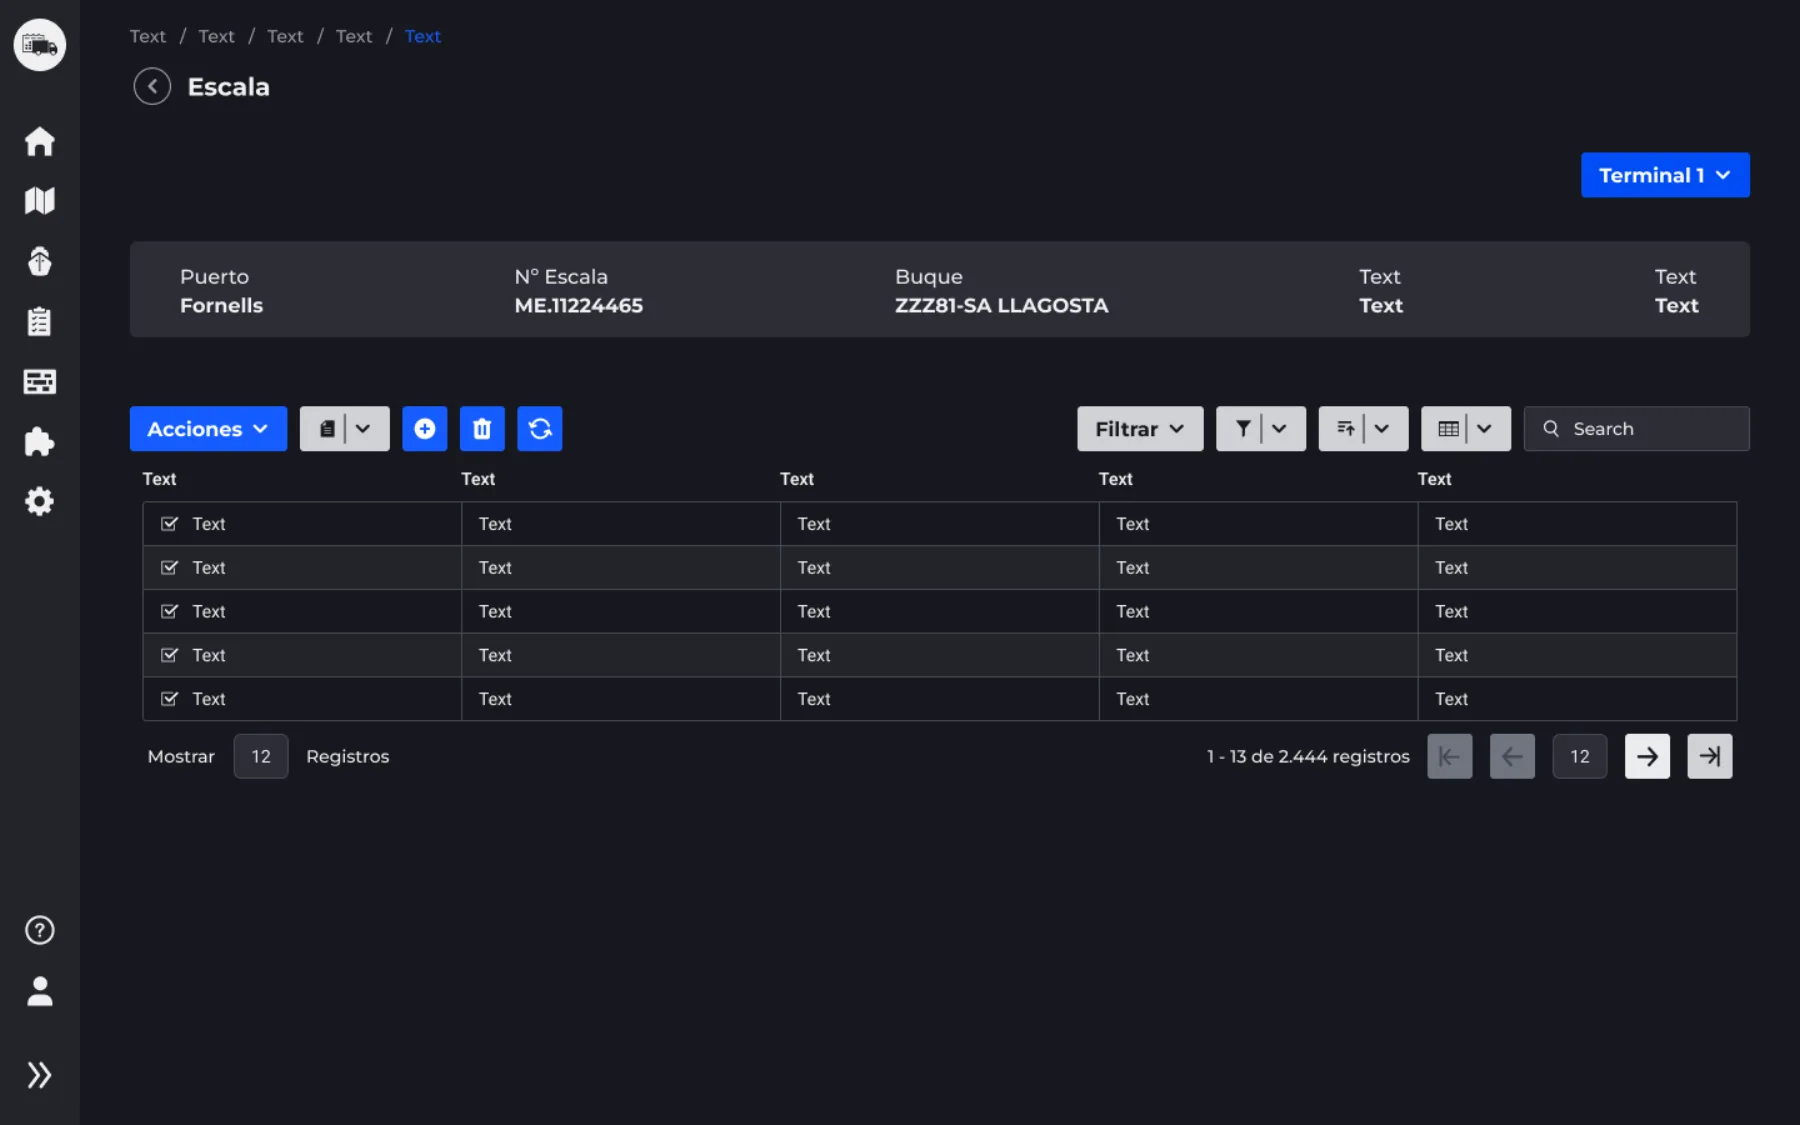 Text / Text / Text / Text / Text
Escala
Terminal 1
Puerto Nº Escala Buque Text Text
Fornells ME.11224465 ZZZ81-SA LLAGOSTA Text Text
Acciones Filtrar Search
Text Text Text Text Text
Text Text Text Text Text
Text Text Text Text Text
Text Text Text Text Text
Text Text Text Text Text
Text Text Text Text Text
Mostrar 12 Registros 1 - 13 de 2.444 registros 12